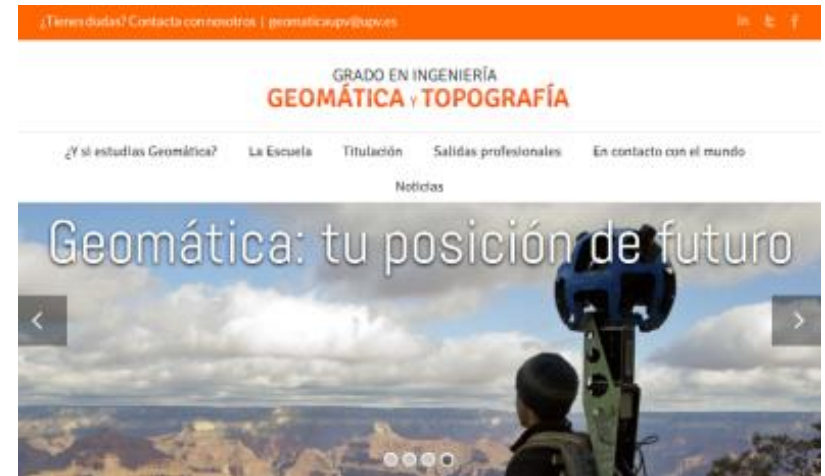 ¿Tienes dudas? Contacta con nosotros | geomaticaupv@upv.es
GRADO EN INGENIERÍA
GEOMÁTICA Y TOPOGRAFÍA
¿Y si estudias Geomática? La Escuela Titulación Salidas profesionales En contacto con el mundo
Noticias
Geomática: tu posición de futuro